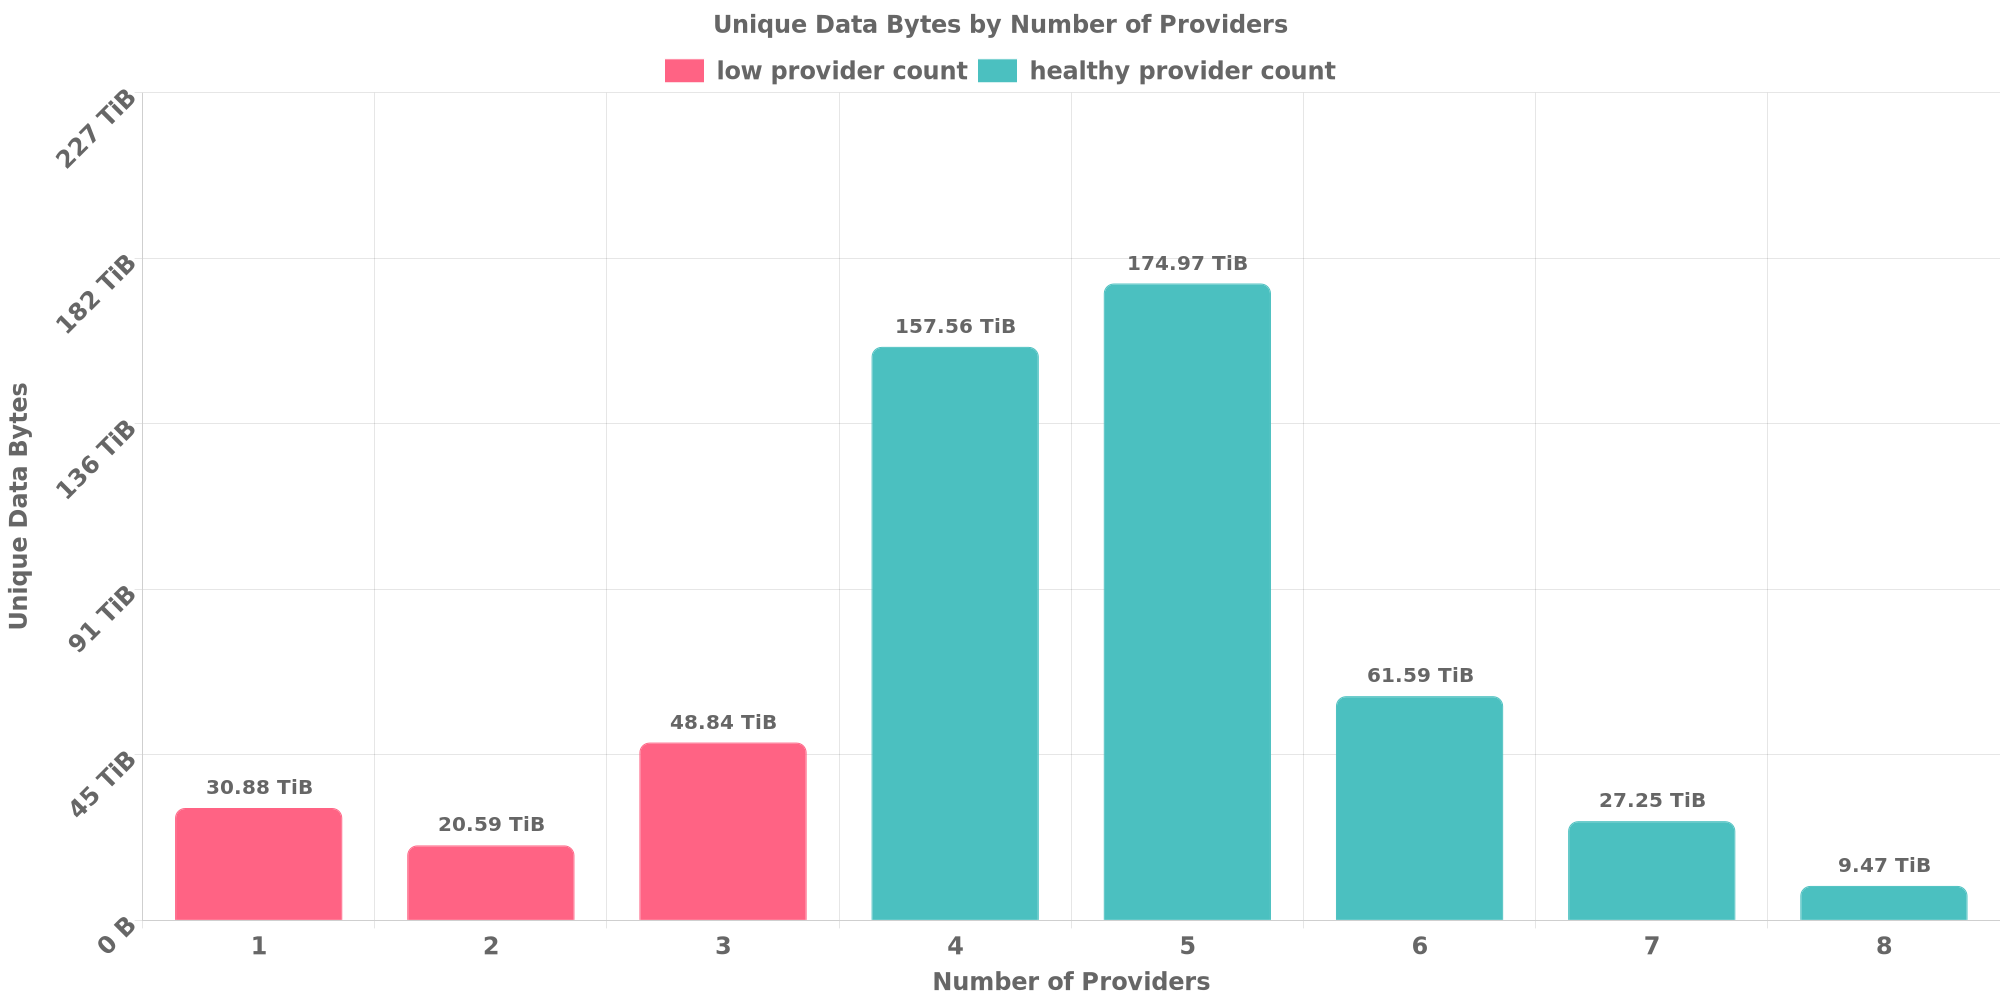 Unique Data Bytes by Number of Providers
low provider count healthy provider count
227 TiB
182 TiB
136 TiB
91 TiB
45 TiB
0 B
Unique Data Bytes
30.88 TiB
20.59 TiB
48.84 TiB
157.56 TiB
174.97 TiB
61.59 TiB
27.25 TiB
9.47 TiB
1 2 3 4 5 6 7 8
Number of Providers